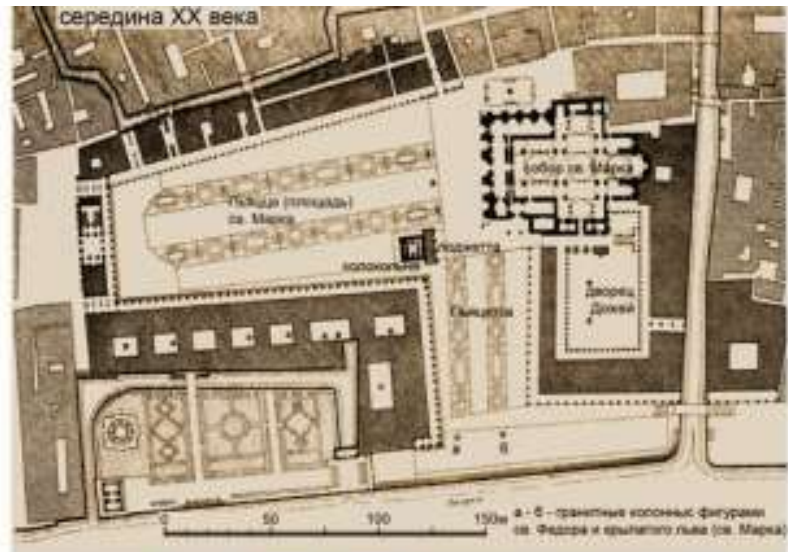 середина XX века
собор св. Марка
Пьяцца (площадь)
св. Марка
лоджетта
колокольня
Пьяцетта
Дворец
Дожей
а б
0 50 100 150м
а - б - гранитные колонны с фигурами
св. Федора и крылатого льва (св. Марка)